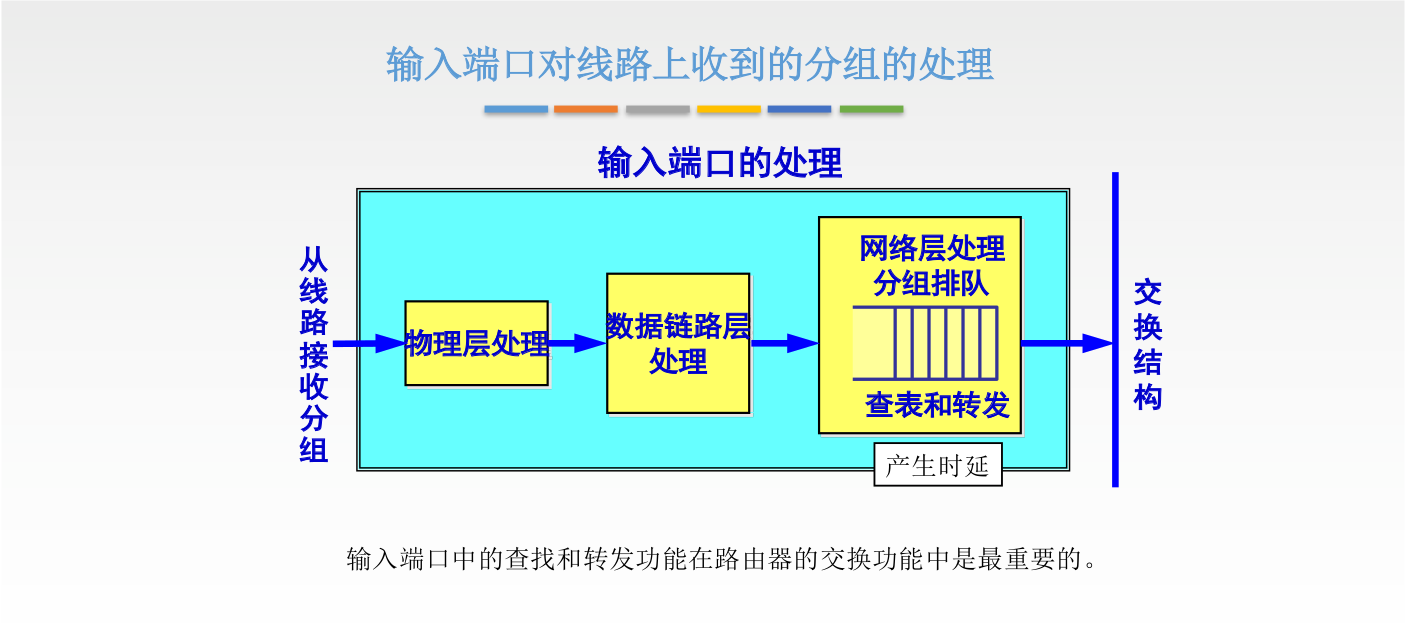 输入端口对线路上收到的分组的处理
输入端口的处理
从线路接收分组
物理层处理
数据链路层
处理
网络层处理
分组排队
查表和转发
产生时延
交换结构
输入端口中的查找和转发功能在路由器的交换功能中是最重要的。